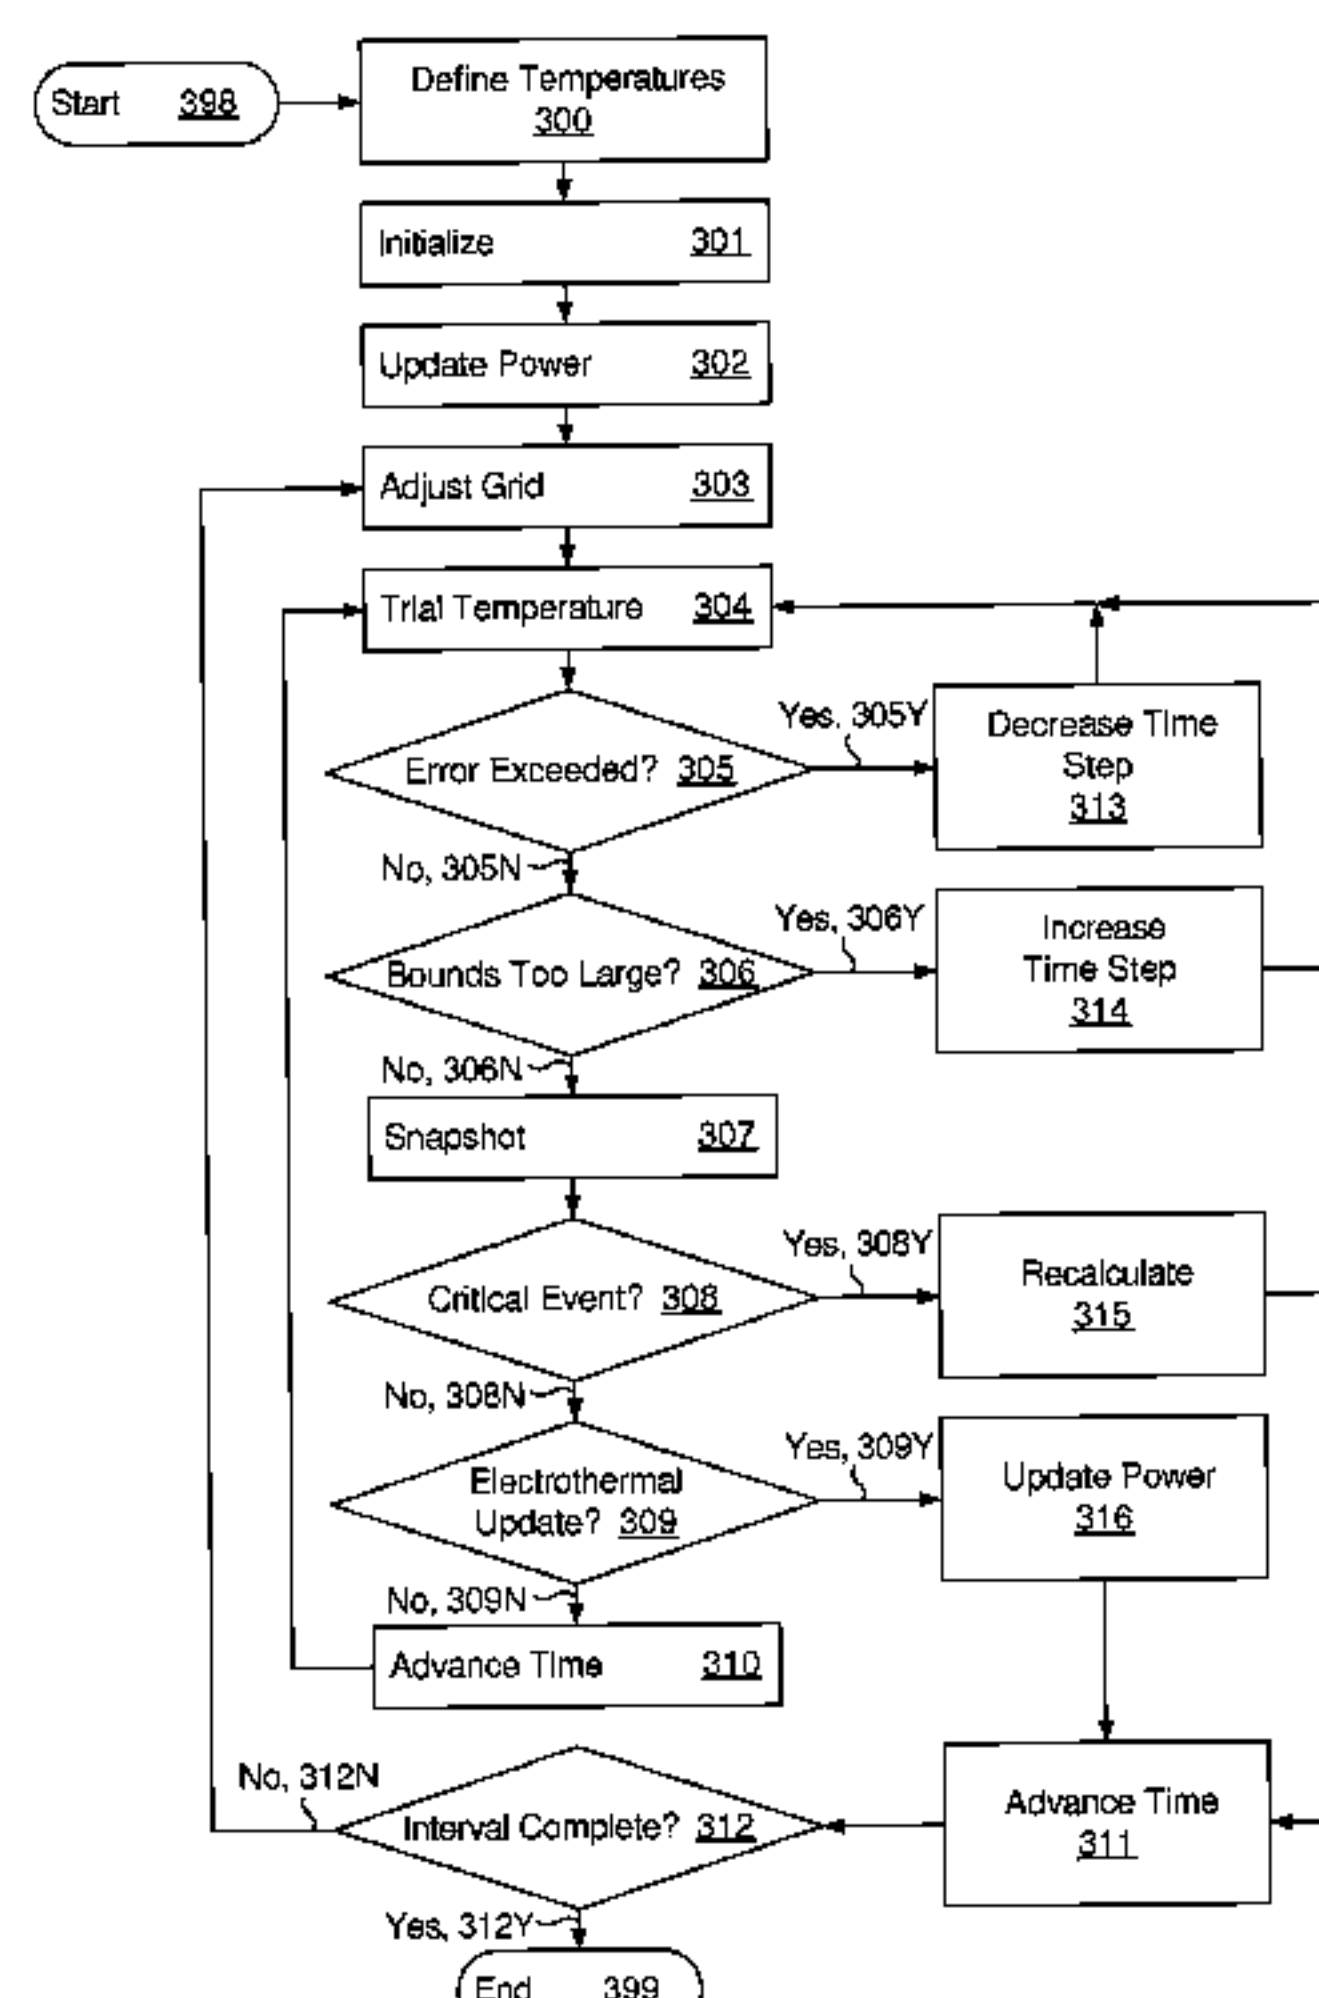 Start 398
Define Temperatures
300
Initialize 301
Update Power 302
Adjust Grid 303
Trial Temperature 304
Error Exceeded? 305
Yes, 305Y
Decrease Time
Step
313
No, 305N
Bounds Too Large? 306
Yes, 306Y
Increase
Time Step
314
No, 306N
Snapshot 307
Critical Event? 308
Yes, 308Y
Recalculate
315
No, 308N
Electrothermal
Update? 309
Yes, 309Y
Update Power
316
No, 309N
Advance Time 310
No, 312N
Interval Complete? 312
Advance Time
311
Yes, 312Y
End 399